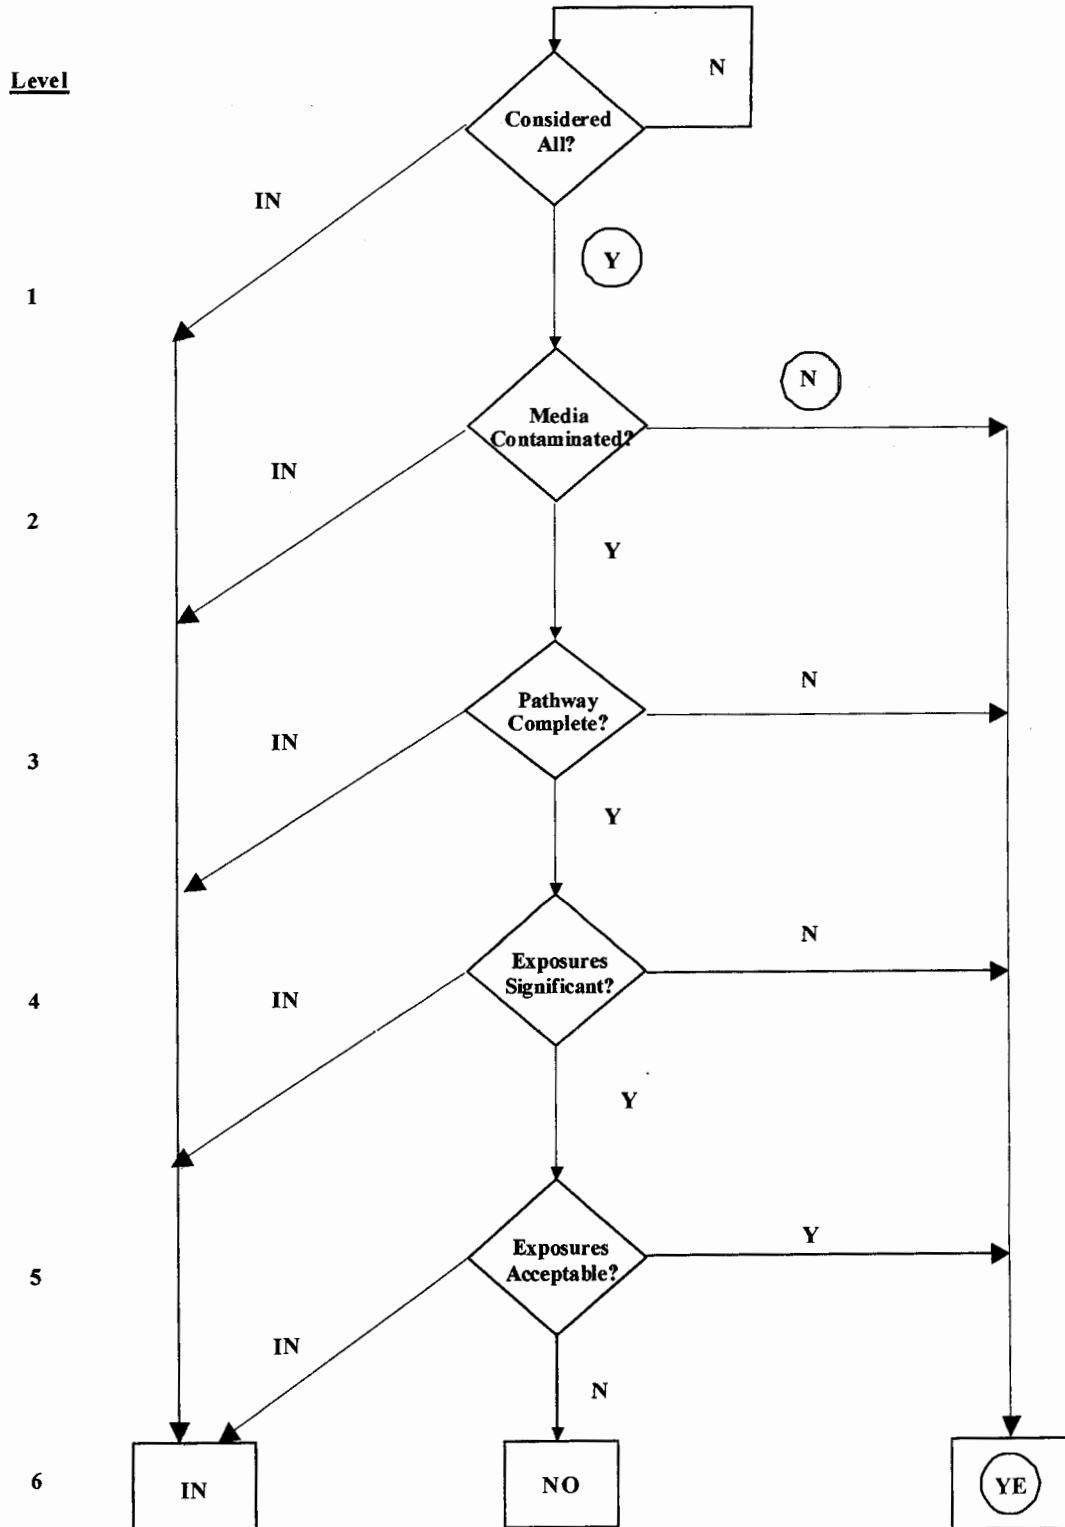 Level
N
Considered
All?
IN
Y
1
N
Media
Contaminated?
IN
2
Y
N
Pathway
Complete?
IN
3
Y
N
Exposures
Significant?
IN
4
Y
Y
Exposures
Acceptable?
5
IN
N
6
IN
NO
YE